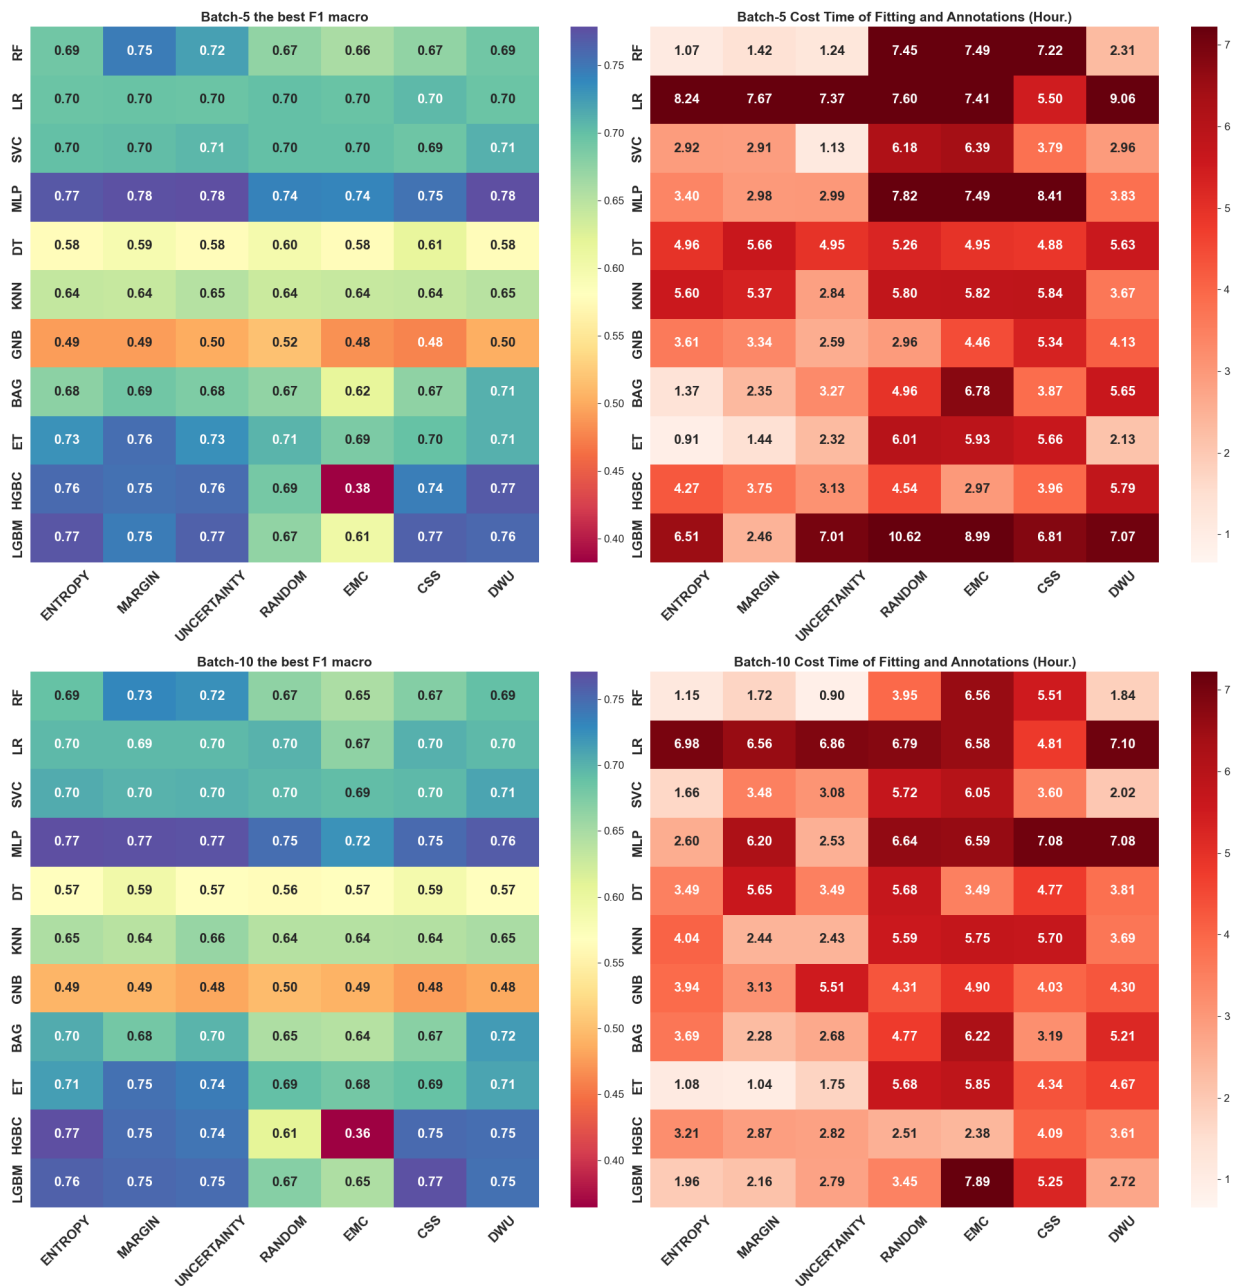 Batch-5 the best F1 macro
RF 0.69 0.75 0.72 0.67 0.66 0.67 0.69
LR 0.70 0.70 0.70 0.70 0.70 0.70 0.70
SVC 0.70 0.70 0.71 0.70 0.70 0.69 0.71
MLP 0.77 0.78 0.78 0.74 0.74 0.75 0.78
DT 0.58 0.59 0.58 0.60 0.58 0.61 0.58
KNN 0.64 0.64 0.65 0.64 0.64 0.64 0.65
GNB 0.49 0.49 0.50 0.52 0.48 0.48 0.50
BAG 0.68 0.69 0.68 0.67 0.62 0.67 0.71
ET 0.73 0.76 0.73 0.71 0.69 0.70 0.71
HGBC 0.76 0.75 0.76 0.69 0.38 0.74 0.77
LGBM 0.77 0.75 0.77 0.67 0.61 0.77 0.76
ENTROPY MARGIN UNCERTAINTY RANDOM EMC CSS DWU
0.75
0.70
0.65
0.60
0.55
0.50
0.45
0.40
Batch-5 Cost Time of Fitting and Annotations (Hour.)
RF 1.07 1.42 1.24 7.45 7.49 7.22 2.31
LR 8.24 7.67 7.37 7.60 7.41 5.50 9.06
SVC 2.92 2.91 1.13 6.18 6.39 3.79 2.96
MLP 3.40 2.98 2.99 7.82 7.49 8.41 3.83
DT 4.96 5.66 4.95 5.26 4.95 4.88 5.63
KNN 5.60 5.37 2.84 5.80 5.82 5.84 3.67
GNB 3.61 3.34 2.59 2.96 4.46 5.34 4.13
BAG 1.37 2.35 3.27 4.96 6.78 3.87 5.65
ET 0.91 1.44 2.32 6.01 5.93 5.66 2.13
HGBC 4.27 3.75 3.13 4.54 2.97 3.96 5.79
LGBM 6.51 2.46 7.01 10.62 8.99 6.81 7.07
ENTROPY MARGIN UNCERTAINTY RANDOM EMC CSS DWU
7
6
5
4
3
2
1
Batch-10 the best F1 macro
RF 0.69 0.73 0.72 0.67 0.65 0.67 0.69
LR 0.70 0.69 0.70 0.70 0.67 0.70 0.70
SVC 0.70 0.70 0.70 0.70 0.69 0.70 0.71
MLP 0.77 0.77 0.77 0.75 0.72 0.75 0.76
DT 0.57 0.59 0.57 0.56 0.57 0.59 0.57
KNN 0.65 0.64 0.66 0.64 0.64 0.64 0.65
GNB 0.49 0.49 0.48 0.50 0.49 0.48 0.48
BAG 0.70 0.68 0.70 0.65 0.64 0.67 0.72
ET 0.71 0.75 0.74 0.69 0.68 0.69 0.71
HGBC 0.77 0.75 0.74 0.61 0.36 0.75 0.75
LGBM 0.76 0.75 0.75 0.67 0.65 0.77 0.75
ENTROPY MARGIN UNCERTAINTY RANDOM EMC CSS DWU
0.75
0.70
0.65
0.60
0.55
0.50
0.45
0.40
Batch-10 Cost Time of Fitting and Annotations (Hour.)
RF 1.15 1.72 0.90 3.95 6.56 5.51 1.84
LR 6.98 6.56 6.86 6.79 6.58 4.81 7.10
SVC 1.66 3.48 3.08 5.72 6.05 3.60 2.02
MLP 2.60 6.20 2.53 6.64 6.59 7.08 7.08
DT 3.49 5.65 3.49 5.68 3.49 4.77 3.81
KNN 4.04 2.44 2.43 5.59 5.75 5.70 3.69
GNB 3.94 3.13 5.51 4.31 4.90 4.03 4.30
BAG 3.69 2.28 2.68 4.77 6.22 3.19 5.21
ET 1.08 1.04 1.75 5.68 5.85 4.34 4.67
HGBC 3.21 2.87 2.82 2.51 2.38 4.09 3.61
LGBM 1.96 2.16 2.79 3.45 7.89 5.25 2.72
ENTROPY MARGIN UNCERTAINTY RANDOM EMC CSS DWU
7
6
5
4
3
2
1